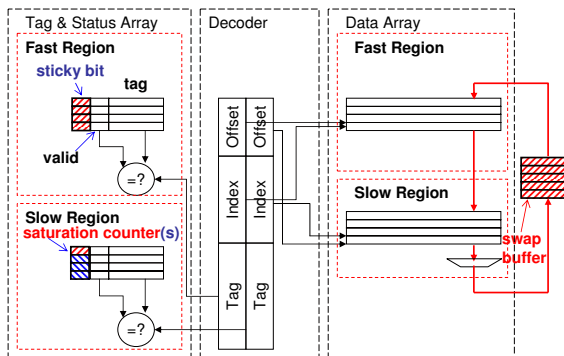 Tag & Status Array
Decoder
Data Array
Fast Region
sticky bit
tag
valid
=?
Slow Region
saturation counter(s)
=?
Offset
Offset
Index
Index
Tag
Tag
Fast Region
Slow Region
swap
buffer